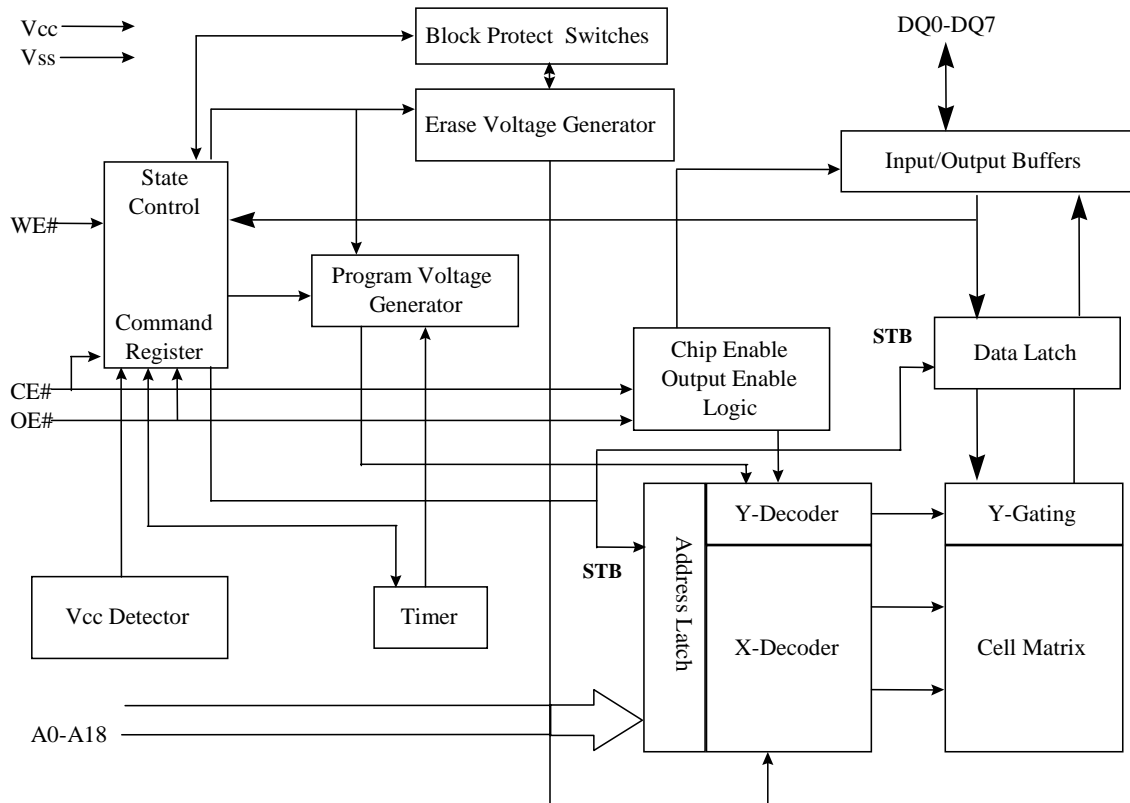 Vcc
Vss
Block Protect Switches
DQ0-DQ7
Erase Voltage Generator
Input/Output Buffers
State
Control
WE#
Program Voltage
Generator
Command
Register
STB
Chip Enable
Output Enable
Logic
Data Latch
CE#
OE#
Y-Decoder
Y-Gating
STB
Address Latch
Vcc Detector
Timer
X-Decoder
Cell Matrix
A0-A18